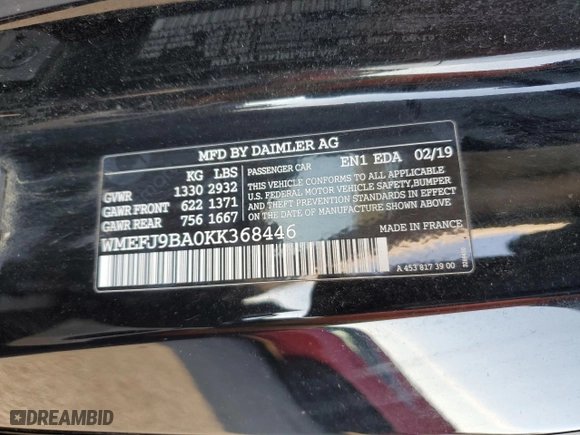 MFD BY DAIMLER AG
KG LBS
GVWR 1330 2932
GAWR FRONT 622 1371
GAWR REAR 756 1667
PASSENGER CAR EN1 EDA 02/19
THIS VEHICLE CONFORMS TO ALL APPLICABLE
U.S. FEDERAL MOTOR VEHICLE SAFETY, BUMPER
AND THEFT PREVENTION STANDARDS IN EFFECT ON
THE DATE OF MANUFACTURE SHOWN ABOVE.
WMEFJ9BA0KK368446
MADE IN FRANCE
A 453 817 39 00
DREAMBID